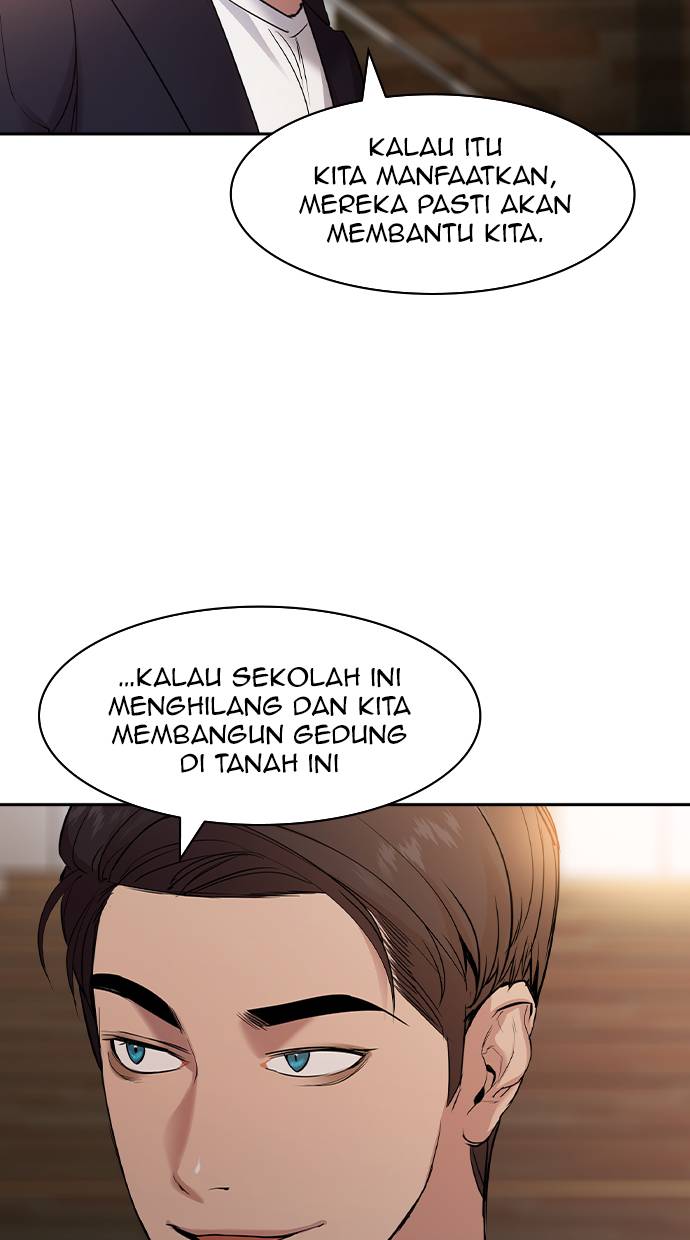 KALAU ITU
KITA MANFAATKAN,
MEREKA PASTI AKAN
MEMBANTU KITA.
...KALAU SEKOLAH INI
MENGHILANG DAN KITA
MEMBANGUN GEDUNG
DI TANAH INI